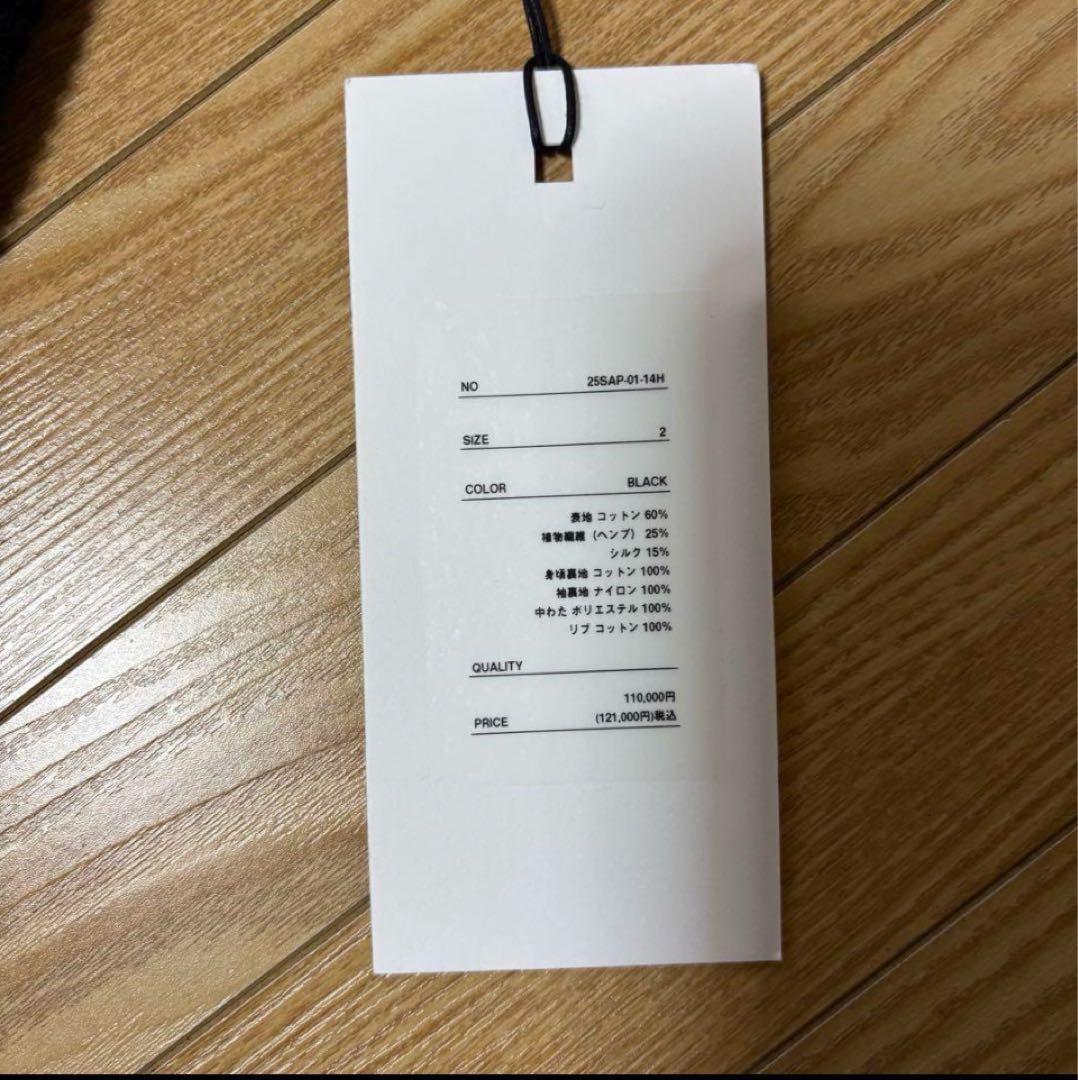 NO 25SAP-01-14H
SIZE 2
COLOR BLACK
表地 コットン 60%
植物繊維（ヘンプ） 25%
シルク 15%
身頃裏地 コットン 100%
袖裏地 ナイロン 100%
中わた ポリエステル 100%
リブ コットン 100%
QUALITY
110,000円
PRICE (121,000円)税込